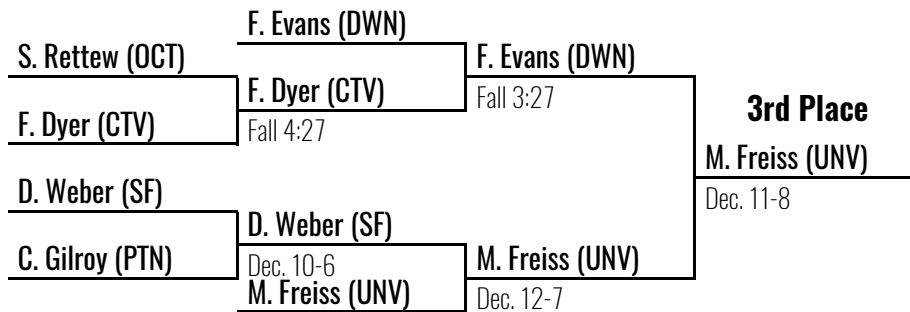 F. Evans (DWN)
S. Rettew (OCT)
F. Evans (DWN)
F. Dyer (CTV)
Fall 3:27
F. Dyer (CTV)
Fall 4:27
3rd Place
M. Freiss (UNV)
Dec. 11-8
D. Weber (SF)
D. Weber (SF)
C. Gilroy (PTN)
Dec. 10-6
M. Freiss (UNV)
M. Freiss (UNV)
Dec. 12-7